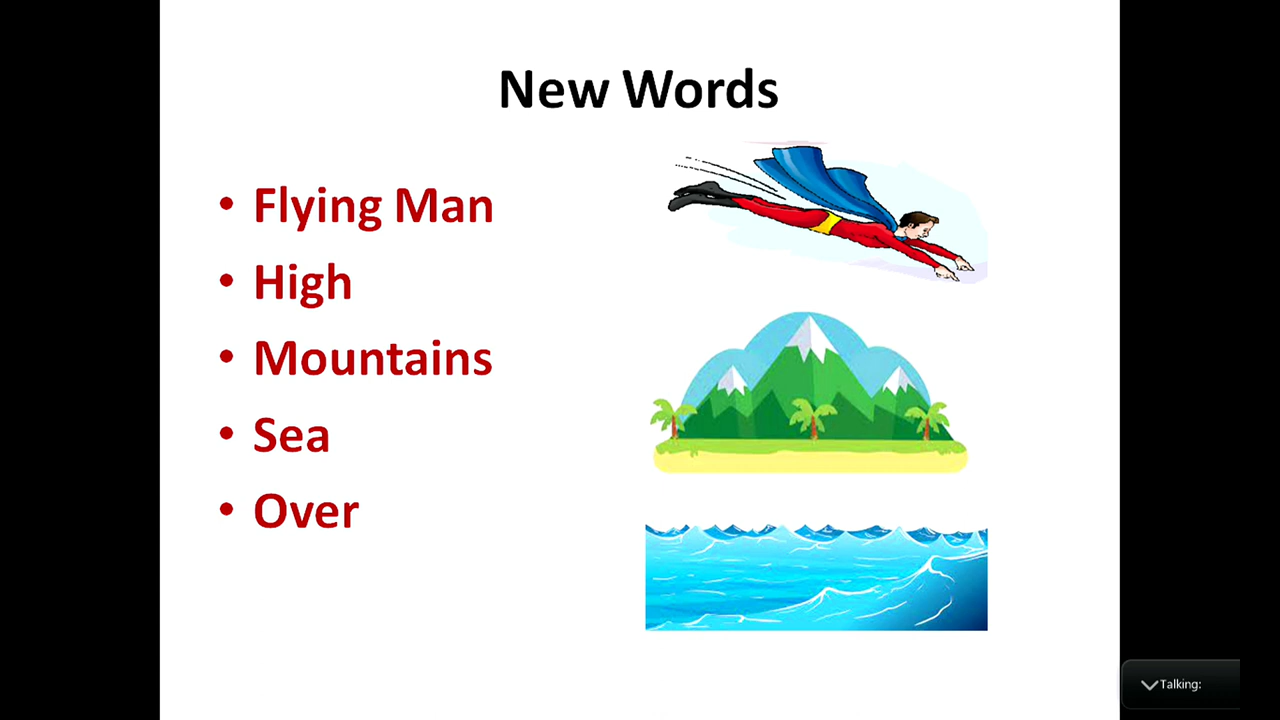 New Words
• Flying Man
• High
• Mountains
• Sea
• Over
Talking: